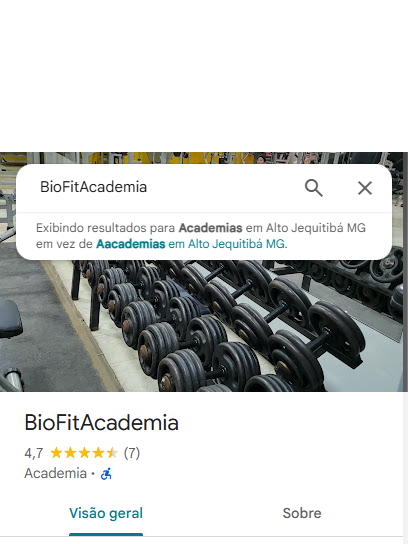 BioFitAcademia
Exibindo resultados para Academias em Alto Jequitibá MG
em vez de Aacademias em Alto Jequitibá MG.
BioFitAcademia
4,7 (7)
Academia ·
Visão geral Sobre